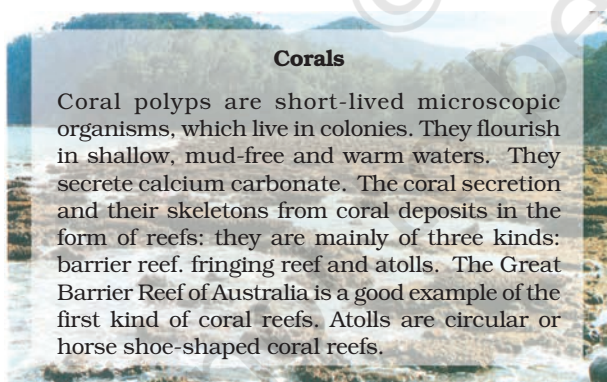 Corals
Coral polyps are short-lived microscopic
organisms, which live in colonies. They flourish
in shallow, mud-free and warm waters. They
secrete calcium carbonate. The coral secretion
and their skeletons from coral deposits in the
form of reefs: they are mainly of three kinds:
barrier reef. fringing reef and atolls. The Great
Barrier Reef of Australia is a good example of the
first kind of coral reefs. Atolls are circular or
horse shoe-shaped coral reefs.